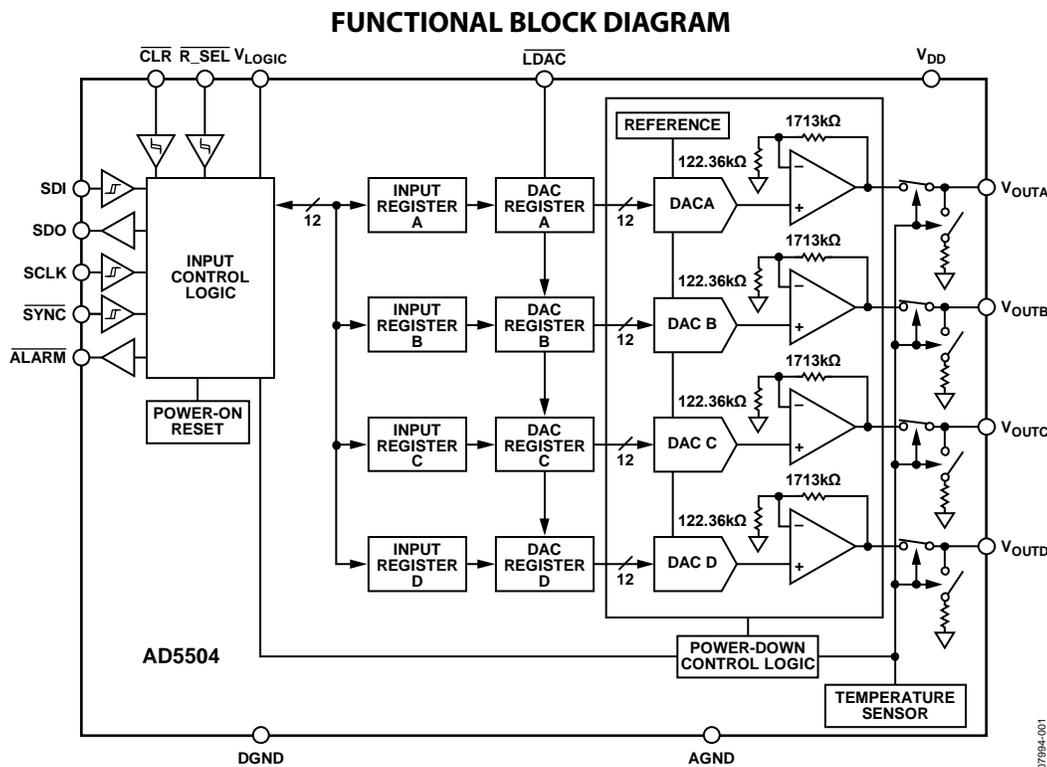 FUNCTIONAL BLOCK DIAGRAM
CLR R_SEL VLOGIC LDAC VDD
REFERENCE
1713kΩ
122.36kΩ
SDI
SDO
SCLK
SYNC
ALARM
INPUT
CONTROL
LOGIC
POWER-ON
RESET
12
INPUT
REGISTER
A
DAC
REGISTER
A
12
DACA
VOUTA
1713kΩ
122.36kΩ
INPUT
REGISTER
B
DAC
REGISTER
B
12
DAC B
VOUTB
1713kΩ
122.36kΩ
INPUT
REGISTER
C
DAC
REGISTER
C
12
DAC C
VOUTC
1713kΩ
122.36kΩ
INPUT
REGISTER
D
DAC
REGISTER
D
12
DAC D
VOUTD
AD5504
POWER-DOWN
CONTROL LOGIC
TEMPERATURE
SENSOR
DGND
AGND
07994-001